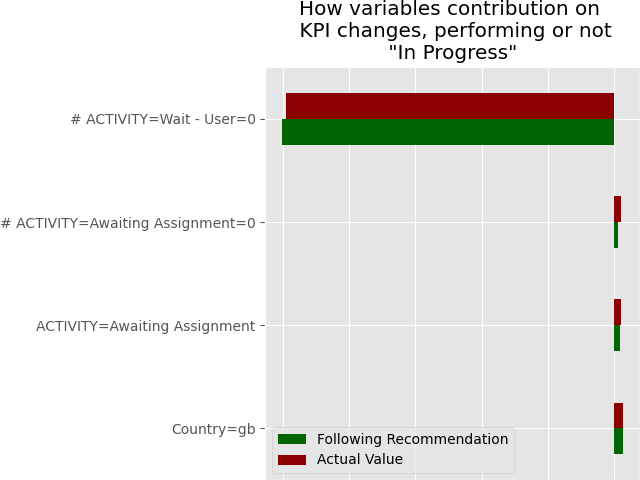 How variables contribution on
KPI changes, performing or not
"In Progress"
# ACTIVITY=Wait - User=0
# ACTIVITY=Awaiting Assignment=0
ACTIVITY=Awaiting Assignment
Country=gb
Following Recommendation
Actual Value